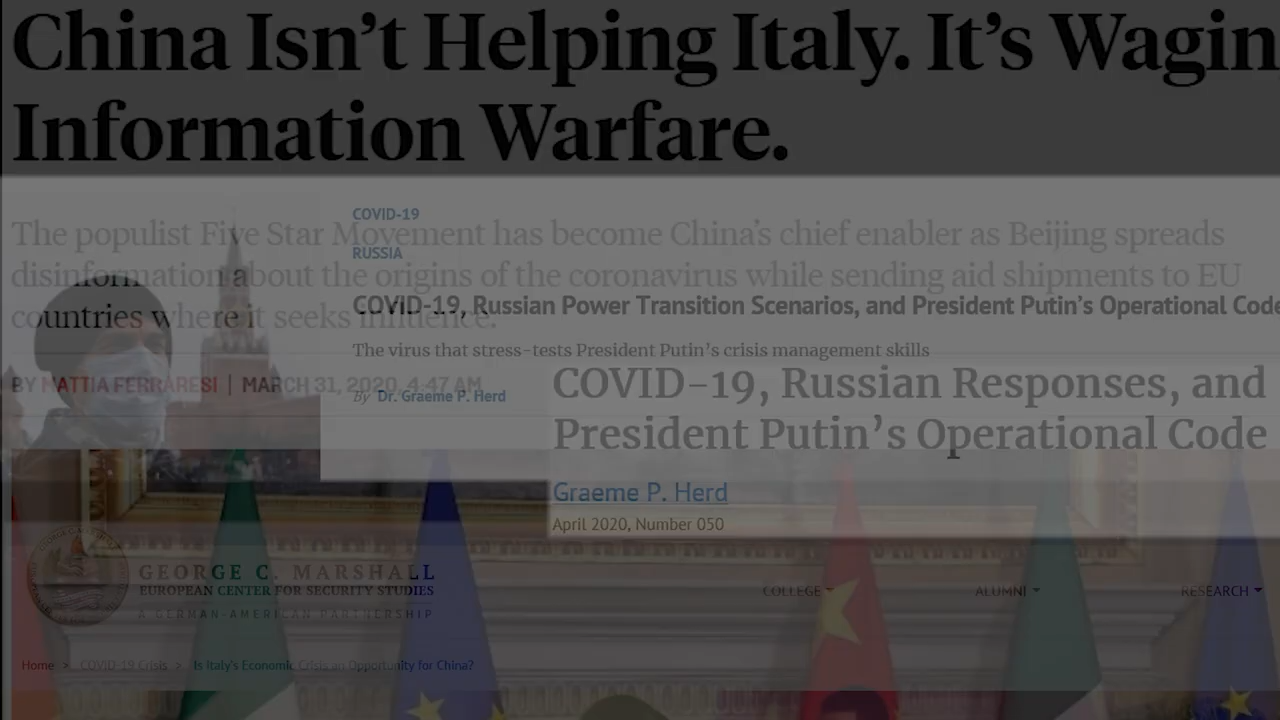 China Isn’t Helping Italy. It’s Wagin
Information Warfare.
The populist Five Star Movement has become China’s chief enabler as Beijing spreads
disinformation about the origins of the coronavirus while sending aid shipments to EU
countries where it seeks influence.
BY MATTIA FERRARESI | MARCH 31, 2020, 4:47 AM
COVID-19
RUSSIA
COVID-19, Russian Power Transition Scenarios, and President Putin’s Operational Code
The virus that stress-tests President Putin’s crisis management skills
By Dr. Graeme P. Herd
COVID-19, Russian Responses, and
President Putin’s Operational Code
Graeme P. Herd
April 2020, Number 050
GEORGE C. MARSHALL
EUROPEAN CENTER FOR SECURITY STUDIES
A GERMAN-AMERICAN PARTNERSHIP
COLLEGE
ALUMNI
RESEARCH
Home > COVID-19 Crisis > Is Italy's Economic Crisis an Opportunity for China?